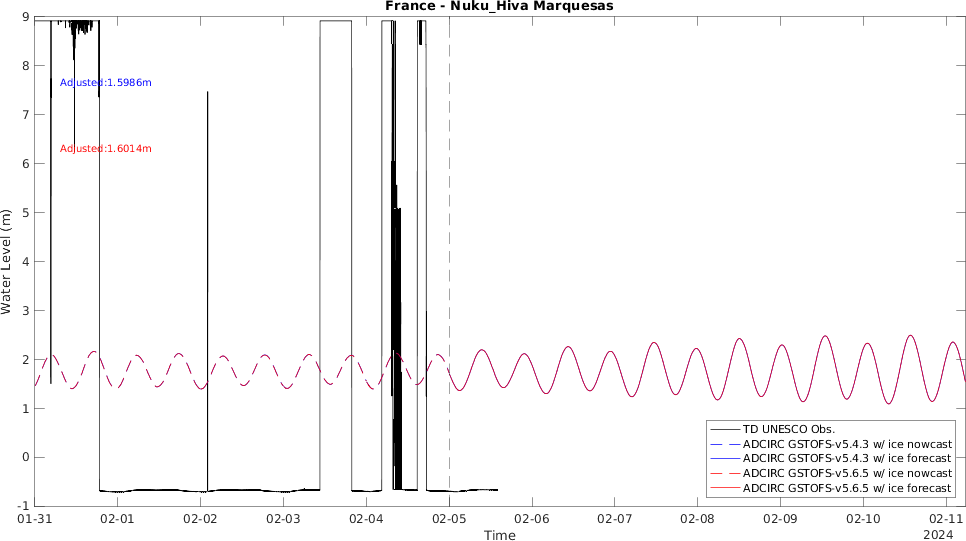 France - Nuku_Hiva Marquesas
9
8
7
6
5
4
3
2
1
0
-1
Water Level (m)
Adjusted:1.5986m
Adjusted:1.6014m
TD UNESCO Obs.
ADCIRC GSTOFS-v5.4.3 w/ ice nowcast
ADCIRC GSTOFS-v5.4.3 w/ ice forecast
ADCIRC GSTOFS-v5.6.5 w/ ice nowcast
ADCIRC GSTOFS-v5.6.5 w/ ice forecast
01-31 02-01 02-02 02-03 02-04 02-05 02-06 02-07 02-08 02-09 02-10 02-11
Time
2024